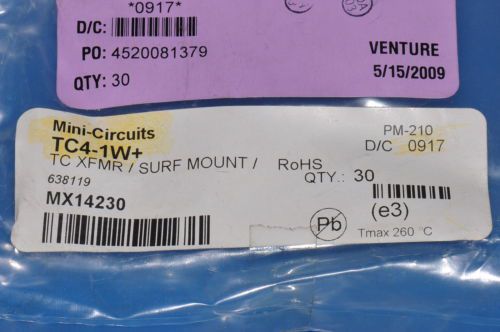 *0917*
D/C:
PO: 4520081379
QTY: 30
VENTURE
5/15/2009
Mini-Circuits
TC4-1W+
TC XFMR / SURF MOUNT / RoHS
638119
MX14230
PM-210
D/C 0917
QTY.: 30
(e3)
Pb
Tmax 260 °C